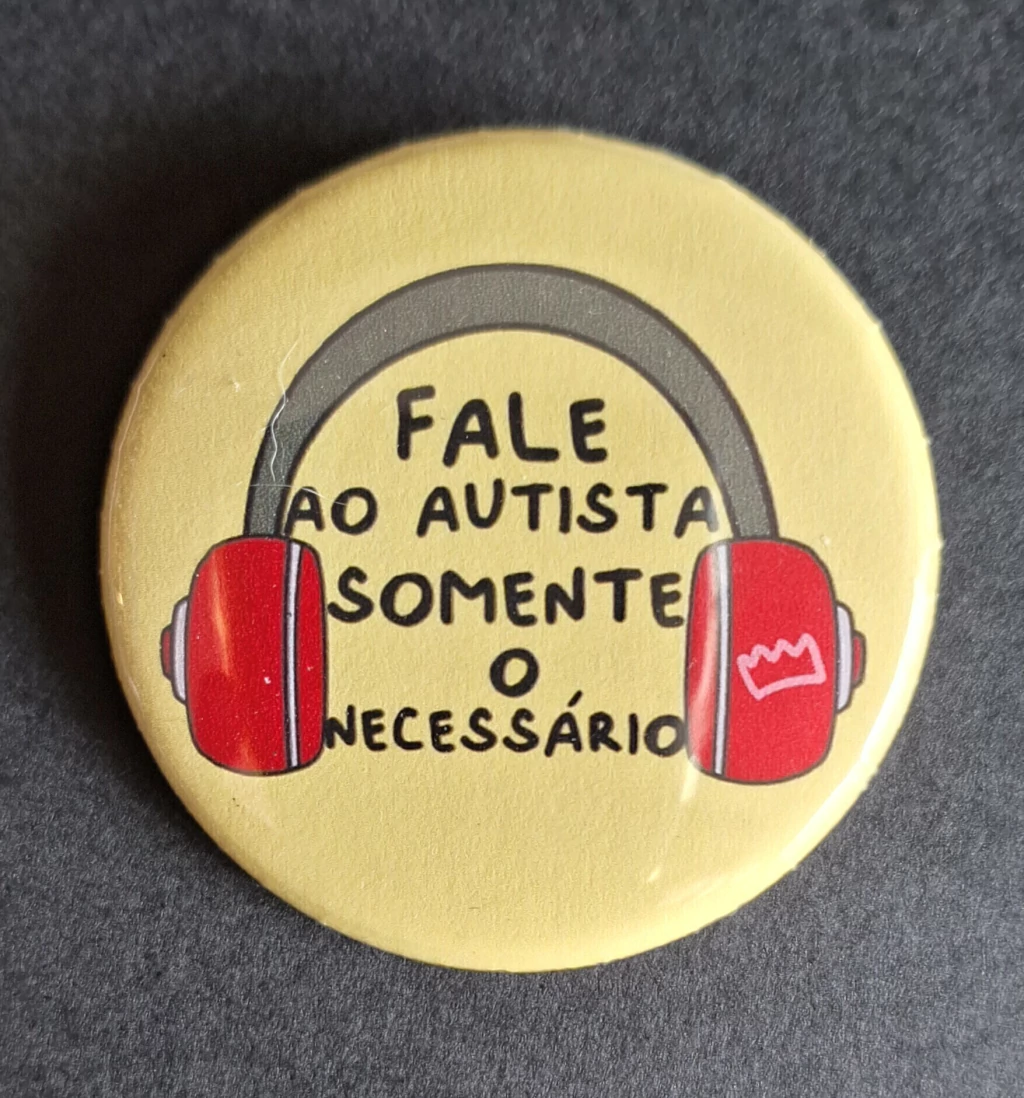 FALE
AO AUTISTA
SOMENTE
O
NECESSÁRIO